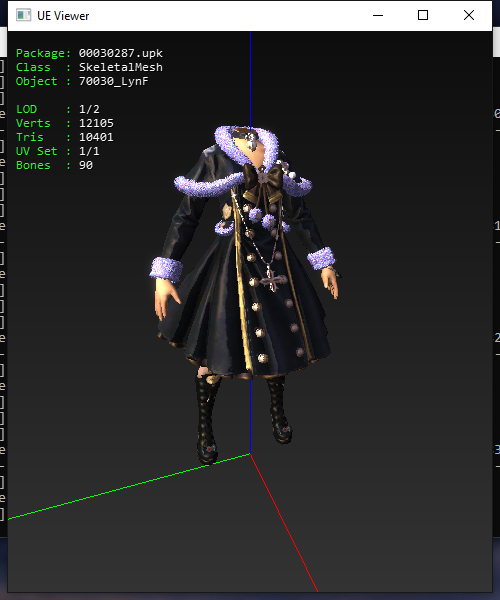 UE Viewer
Package: 00030287.upk
Class  : SkeletalMesh
Object : 70030_LynF
LOD    : 1/2
Verts  : 12105
Tris   : 10401
UV Set : 1/1
Bones  : 90